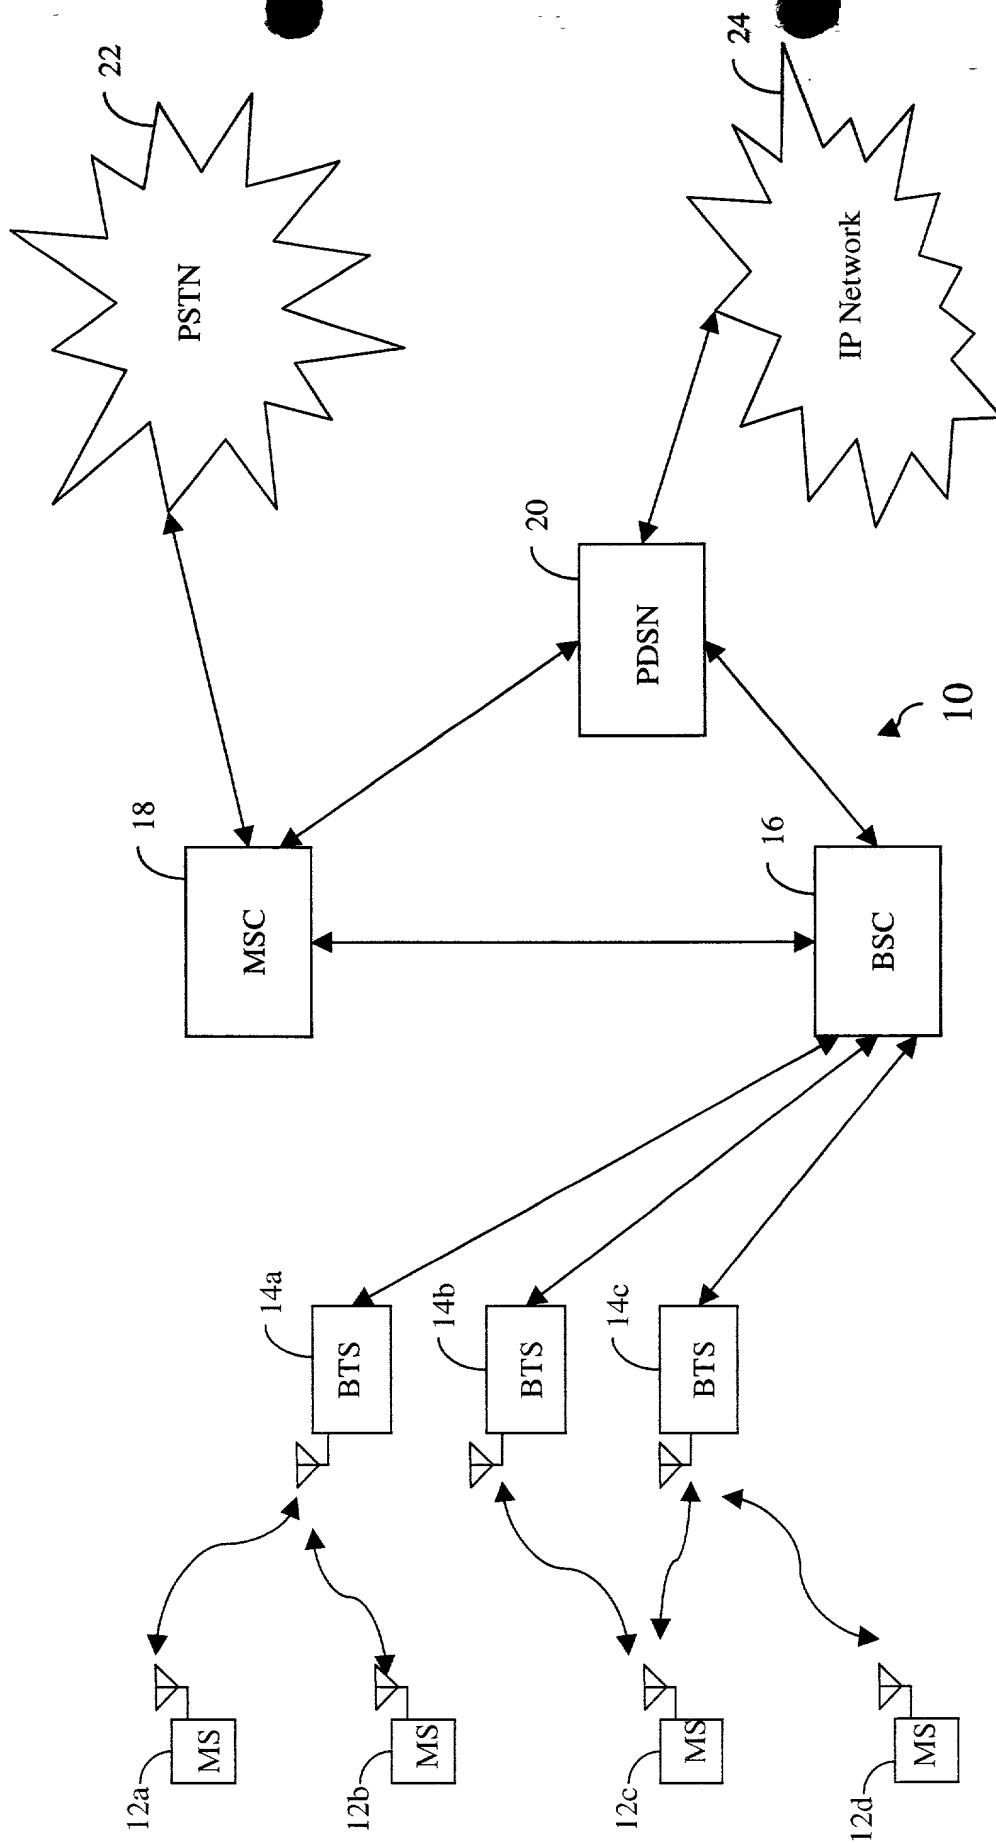 12a
MS
12b
MS
12c
MS
12d
MS
14a
BTS
14b
BTS
14c
BTS
18
MSC
16
BSC
10
20
PDSN
22
PSTN
24
IP Network